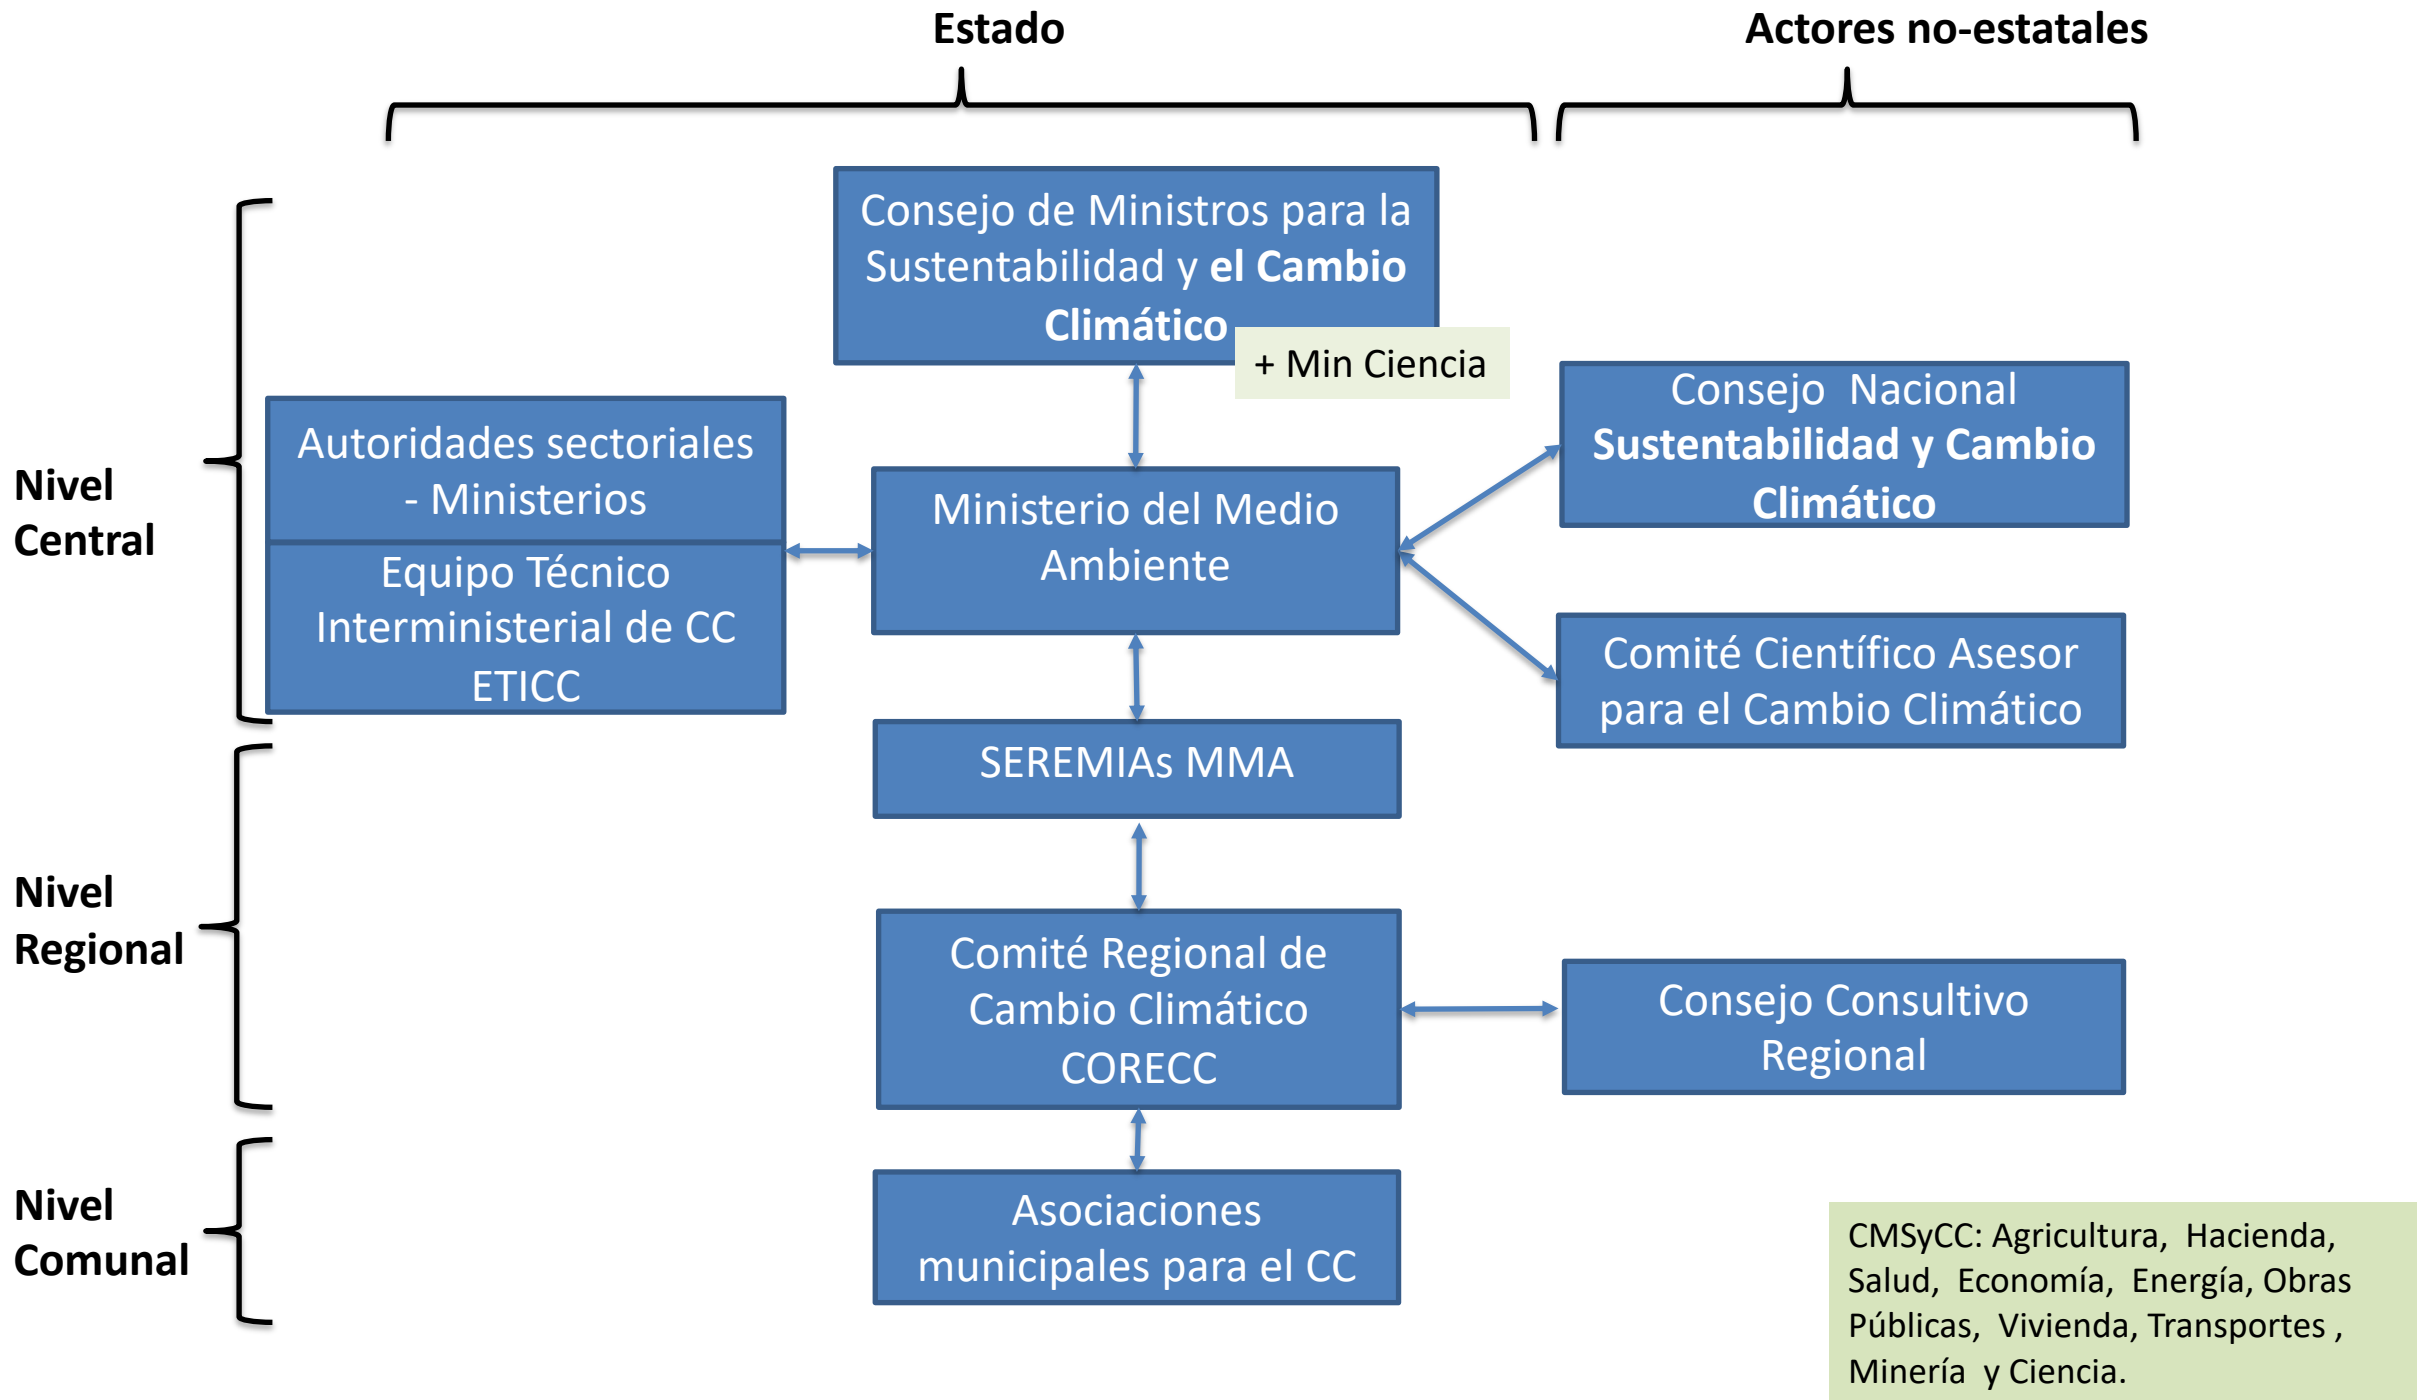 Estado
Actores no-estatales
Consejo de Ministros para la
Sustentabilidad y el Cambio
Climático
+ Min Ciencia
Nivel
Central
Autoridades sectoriales
- Ministerios
Equipo Técnico
Interministerial de CC
ETICC
Ministerio del Medio
Ambiente
Consejo Nacional
Sustentabilidad y Cambio
Climático
Comité Científico Asesor
para el Cambio Climático
SEREMIAs MMA
Nivel
Regional
Comité Regional de
Cambio Climático
CORECC
Consejo Consultivo
Regional
Nivel
Comunal
Asociaciones
municipales para el CC
CMSyCC: Agricultura, Hacienda,
Salud, Economía, Energía, Obras
Públicas, Vivienda, Transportes ,
Minería y Ciencia.